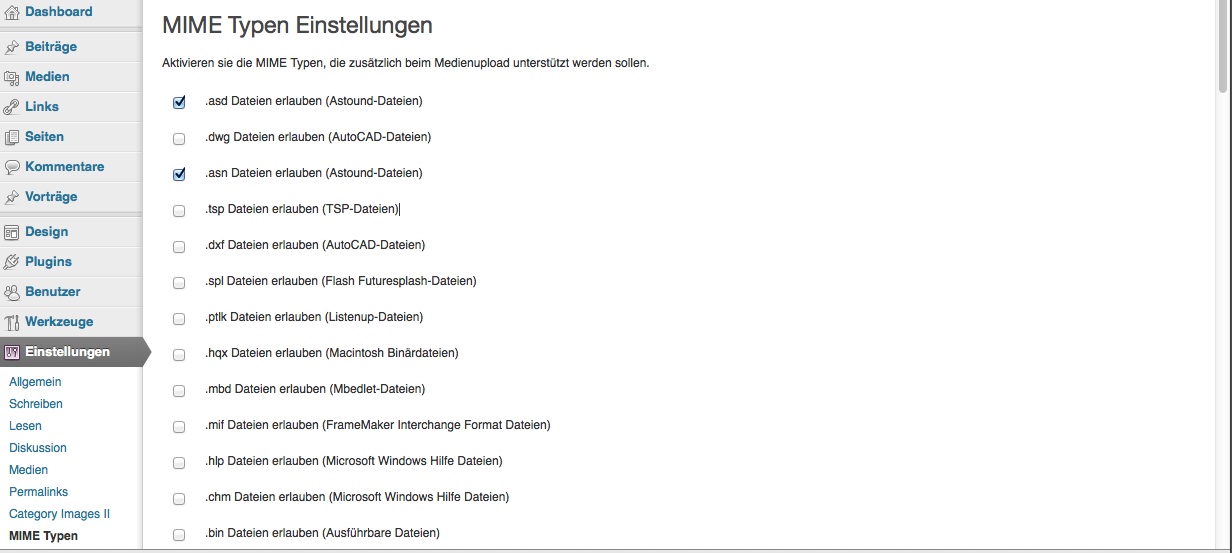 Dashboard
Beiträge
Medien
Links
Seiten
Kommentare
Vorträge
Design
Plugins
Benutzer
Werkzeuge
Einstellungen
Allgemein
Schreiben
Lesen
Diskussion
Medien
Permalinks
Category Images II
MIME Typen
MIME Typen Einstellungen
Aktivieren sie die MIME Typen, die zusätzlich beim Medienupload unterstützt werden sollen.
.asd Dateien erlauben (Astound-Dateien)
.dwg Dateien erlauben (AutoCAD-Dateien)
.asn Dateien erlauben (Astound-Dateien)
.tsp Dateien erlauben (TSP-Dateien)
.dxf Dateien erlauben (AutoCAD-Dateien)
.spl Dateien erlauben (Flash Futuresplash-Dateien)
.ptlk Dateien erlauben (Listenup-Dateien)
.hqx Dateien erlauben (Macintosh Binärdateien)
.mbd Dateien erlauben (Mbedlet-Dateien)
.mif Dateien erlauben (FrameMaker Interchange Format Dateien)
.hlp Dateien erlauben (Microsoft Windows Hilfe Dateien)
.chm Dateien erlauben (Microsoft Windows Hilfe Dateien)
.bin Dateien erlauben (Ausführbare Dateien)